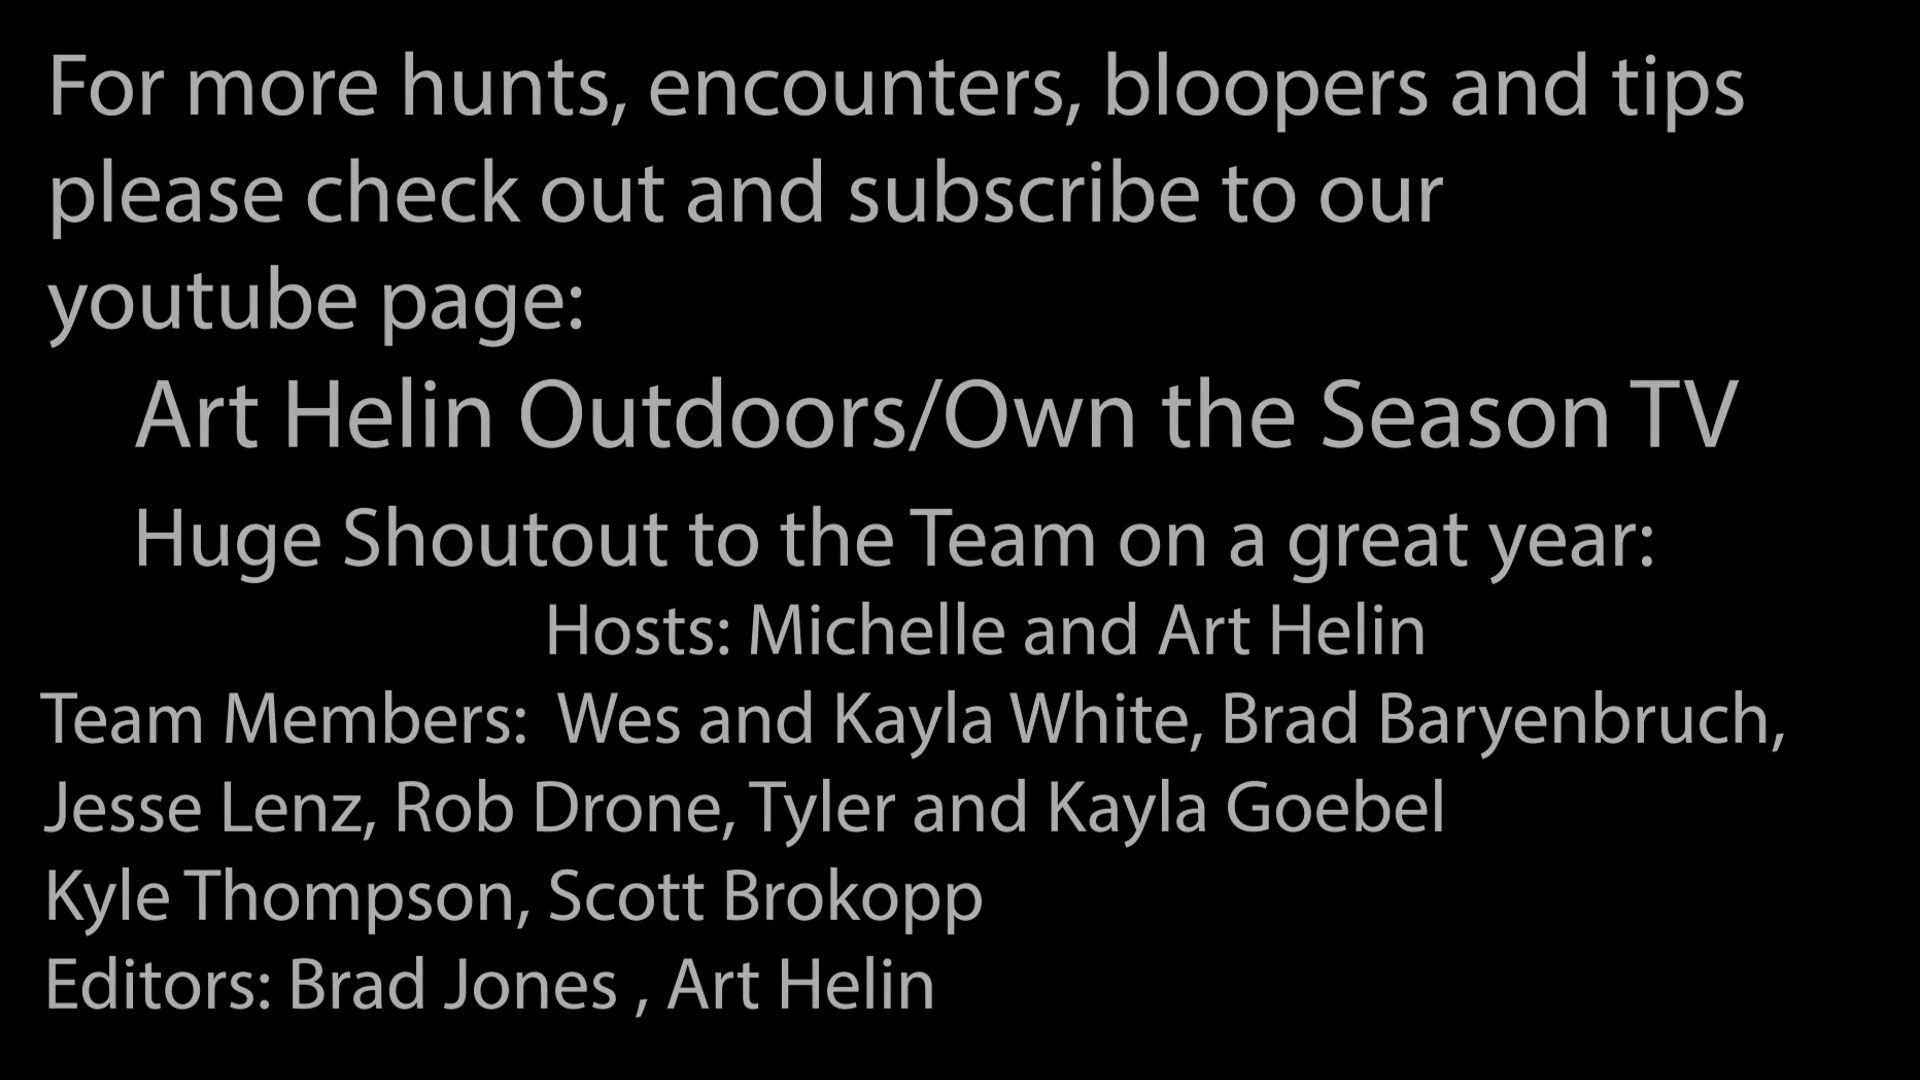 For more hunts, encounters, bloopers and tips
please check out and subscribe to our
youtube page:
Art Helin Outdoors/Own the Season TV
Huge Shoutout to the Team on a great year:
Hosts: Michelle and Art Helin
Team Members:  Wes and Kayla White, Brad Baryenbruch,
Jesse Lenz, Rob Drone, Tyler and Kayla Goebel
Kyle Thompson, Scott Brokopp
Editors: Brad Jones , Art Helin